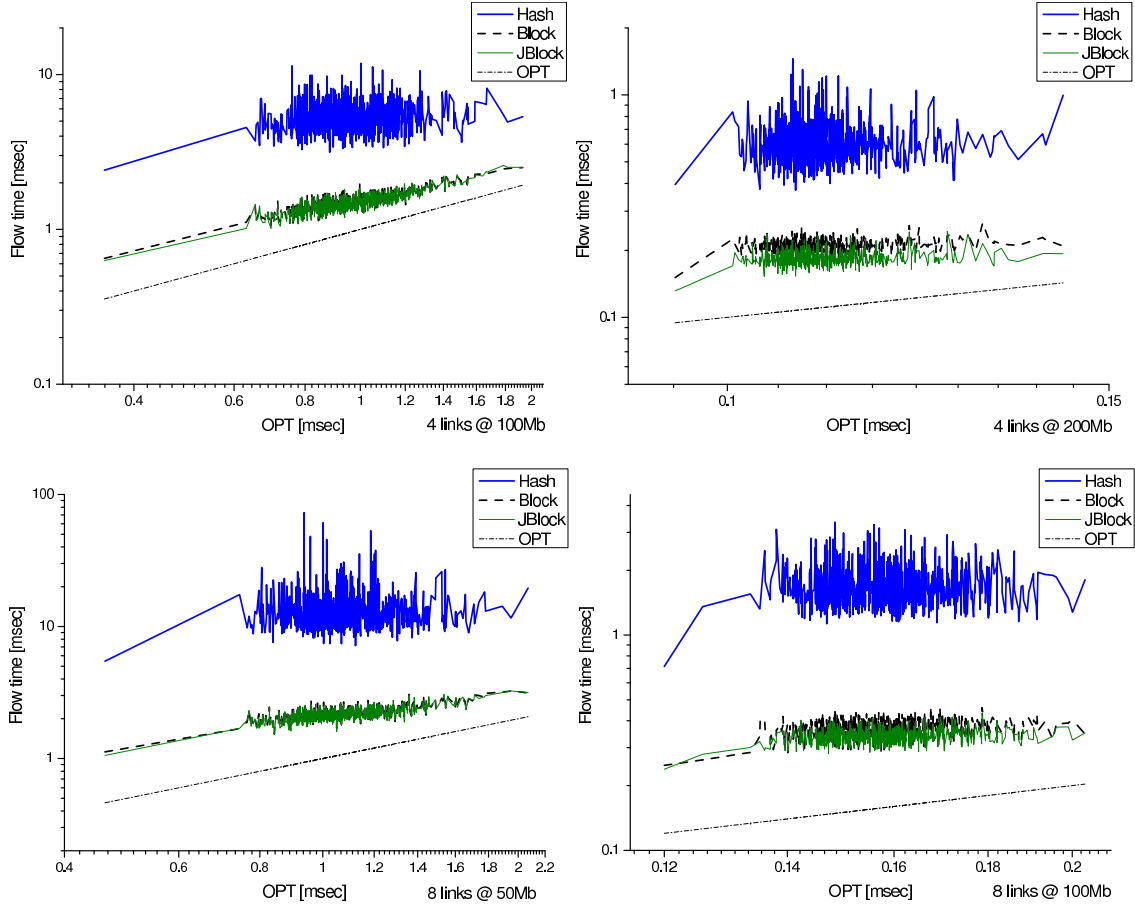 Hash
Block
JBlock
OPT
10
1
0.1
Flow time [msec]
0.4 0.6 0.8 1 1.2 1.4 1.6 1.8 2
OPT [msec]
4 links @ 100Mb
Hash
Block
JBlock
OPT
1
0.1
Flow time [msec]
0.1 0.15
OPT [msec]
4 links @ 200Mb
Hash
Block
JBlock
OPT
100
10
1
Flow time [msec]
0.4 0.6 0.8 1 1.2 1.4 1.6 1.8 2 2.2
OPT [msec]
8 links @ 50Mb
Hash
Block
JBlock
OPT
1
0.1
Flow time [msec]
0.12 0.14 0.16 0.18 0.2
OPT [msec]
8 links @ 100Mb